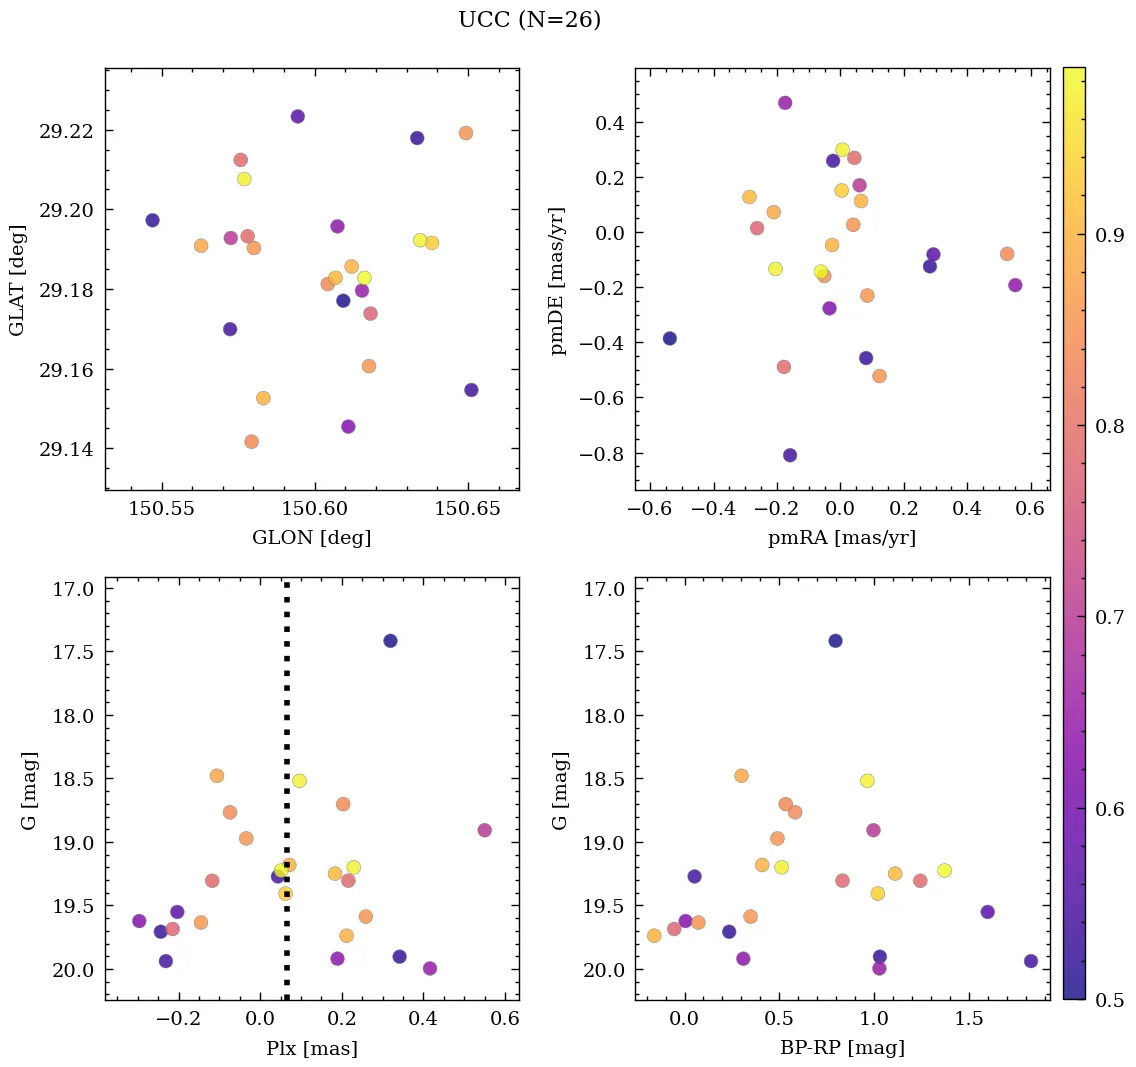 UCC (N=26)
29.22
29.20
29.18
29.16
29.14
GLAT [deg]
150.55 150.60 150.65
GLON [deg]
0.4
0.2
0.0
−0.2
−0.4
−0.6
−0.8
pmDE [mas/yr]
−0.6 −0.4 −0.2 0.0 0.2 0.4 0.6
pmRA [mas/yr]
17.0
17.5
18.0
18.5
19.0
19.5
20.0
G [mag]
−0.2 0.0 0.2 0.4 0.6
Plx [mas]
17.0
17.5
18.0
18.5
19.0
19.5
20.0
G [mag]
0.0 0.5 1.0 1.5
BP-RP [mag]
0.9
0.8
0.7
0.6
0.5